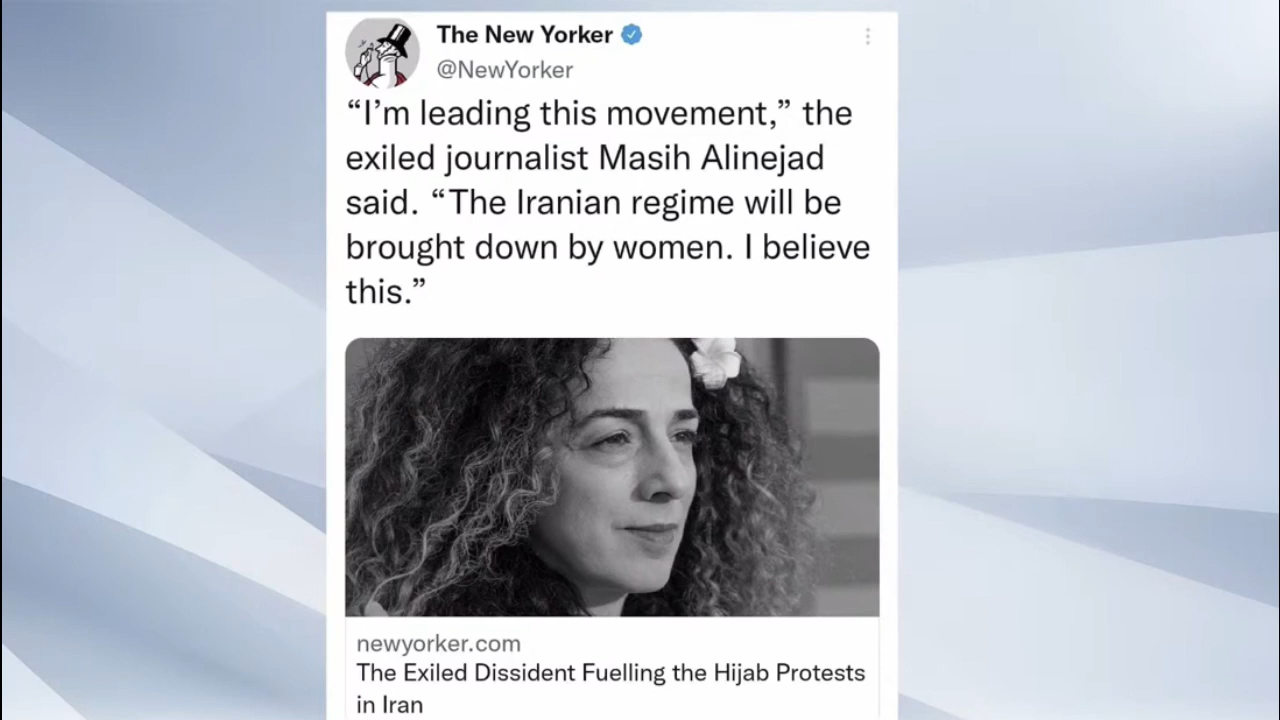 The New Yorker
@NewYorker
“I’m leading this movement,” the
exiled journalist Masih Alinejad
said. “The Iranian regime will be
brought down by women. I believe
this.”
newyorker.com
The Exiled Dissident Fuelling the Hijab Protests
in Iran